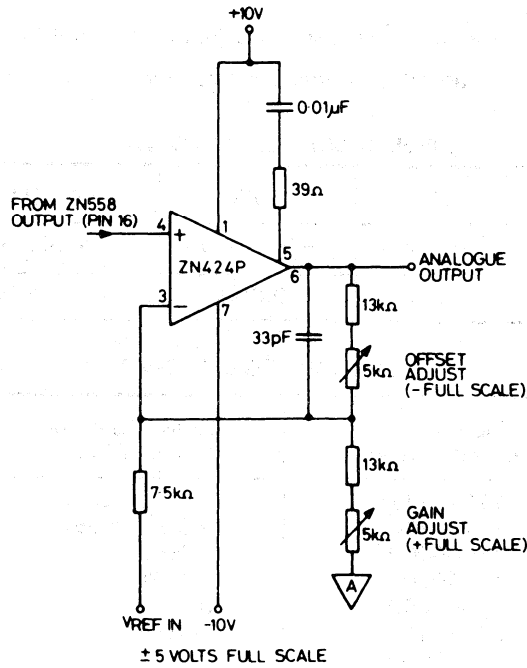 +10V
0·01µF
39Ω
FROM ZN558
OUTPUT (PIN 16)
4
+
1
5
ZN424P
6
ANALOGUE
OUTPUT
3
−
7
13kΩ
33pF
5kΩ
OFFSET
ADJUST
(−FULL SCALE)
7·5kΩ
13kΩ
5kΩ
GAIN
ADJUST
(+FULL SCALE)
A
VREF IN
-10V
± 5 VOLTS FULL SCALE